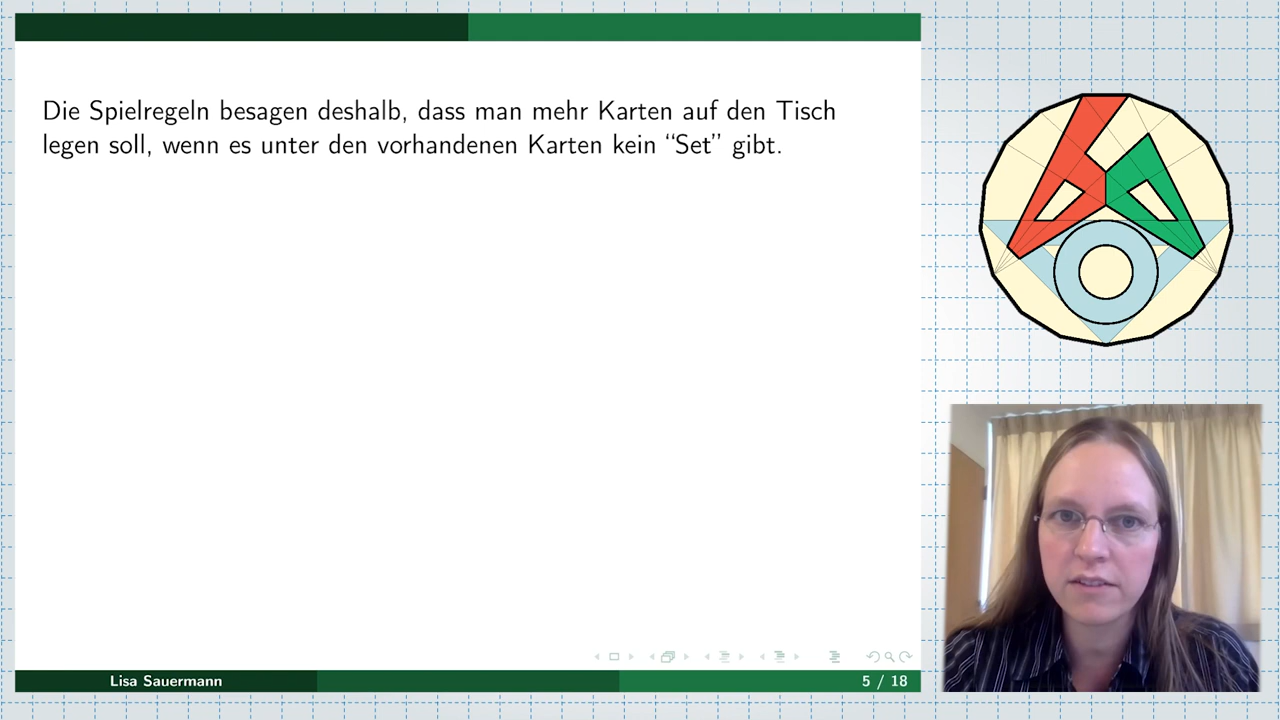 Die Spielregeln besagen deshalb, dass man mehr Karten auf den Tisch
legen soll, wenn es unter den vorhandenen Karten kein “Set” gibt.
Lisa Sauermann
5 / 18